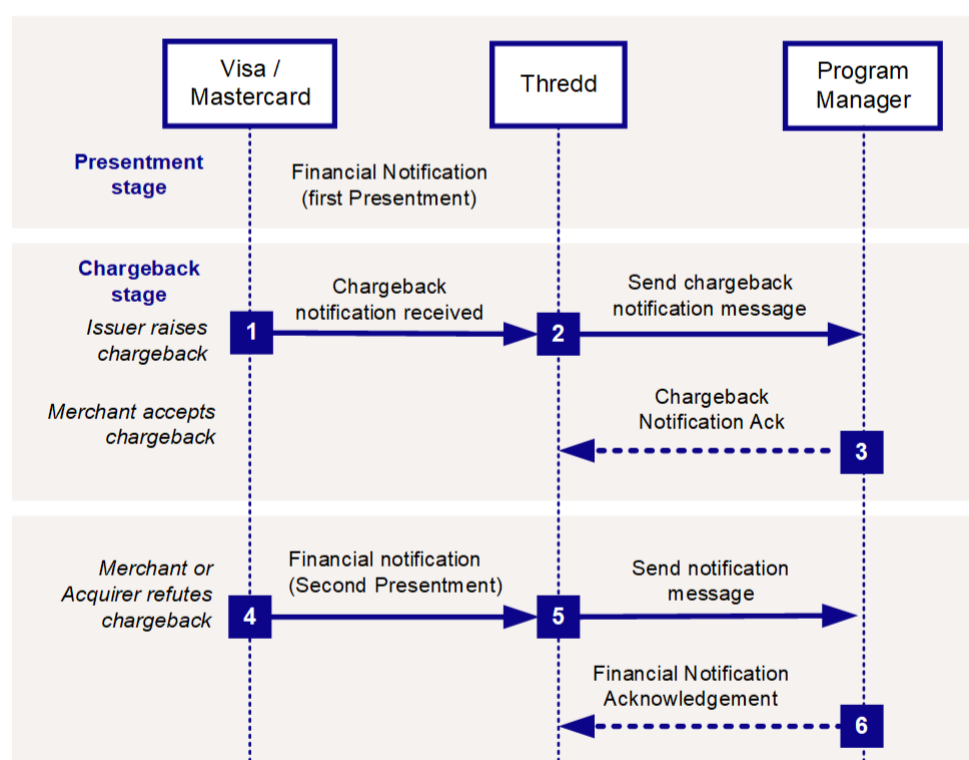 Visa /
Mastercard
Thredd
Program
Manager
Presentment
stage
Financial Notification
(first Presentment)
Chargeback
stage
Issuer raises
chargeback
1
Chargeback
notification received
2
Send chargeback
notification message
Merchant accepts
chargeback
Chargeback
Notification Ack
3
Merchant or
Acquirer refutes
chargeback
4
Financial notification
(Second Presentment)
5
Send notification
message
Financial Notification
Acknowledgement
6